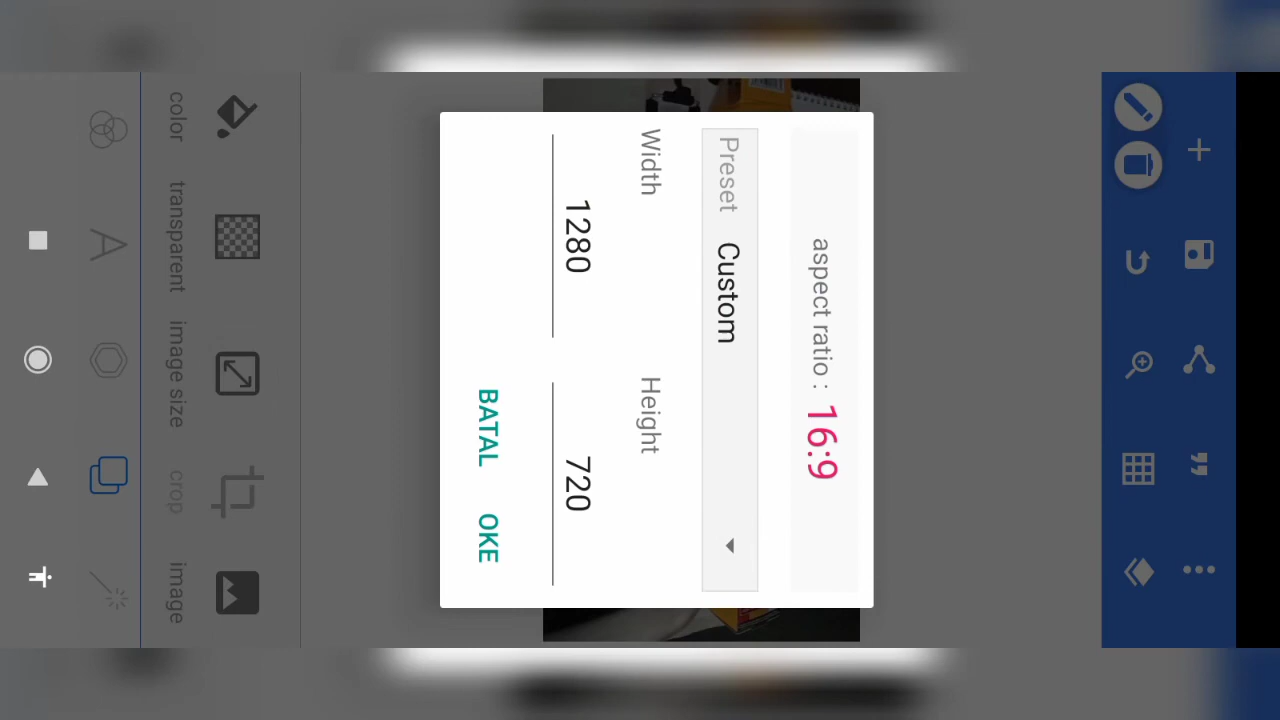 aspect ratio : 16:9
Preset Custom
Width Height
1280 720
BATAL OKE
color transparent image size crop image
A